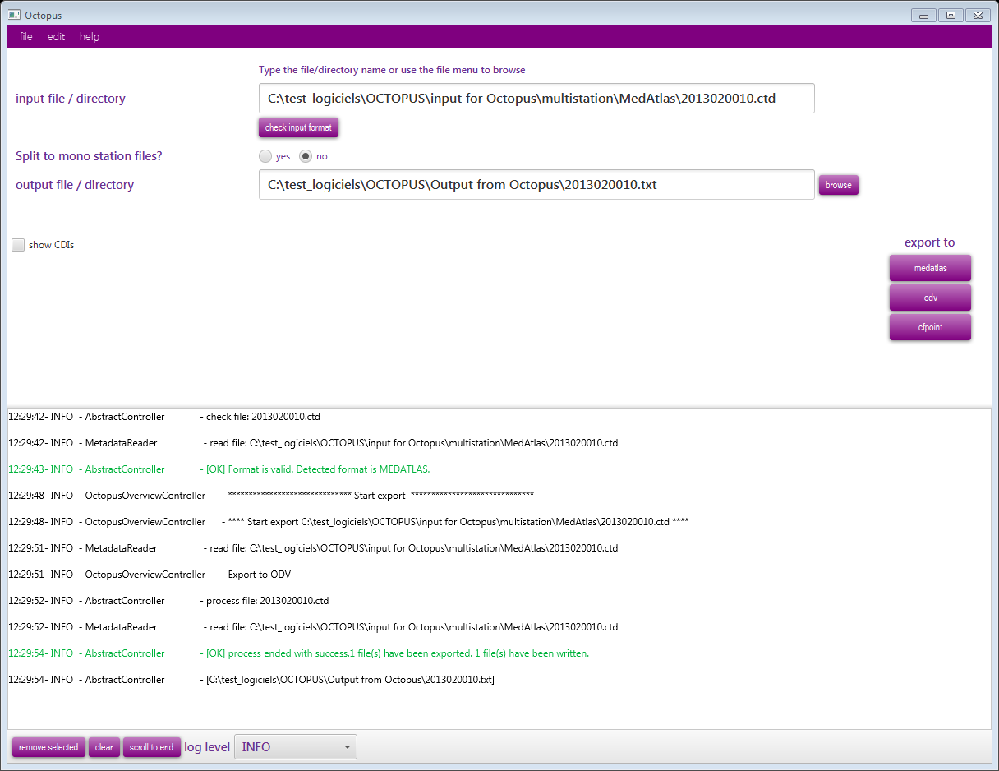 Octopus
file edit help
Type the file/directory name or use the file menu to browse
input file / directory
C:\test_logiciels\OCTOPUS\input for Octopus\multistation\MedAtlas\2013020010.ctd
check input format
Split to mono station files?
yes no
output file / directory
C:\test_logiciels\OCTOPUS\Output from Octopus\2013020010.txt
browse
show CDIs
export to
medatlas
odv
cfpoint
12:29:42- INFO - AbstractController - check file: 2013020010.ctd
12:29:42- INFO - MetadataReader - read file: C:\test_logiciels\OCTOPUS\input for Octopus\multistation\MedAtlas\2013020010.ctd
12:29:43- INFO - AbstractController - [OK] Format is valid. Detected format is MEDATLAS.
12:29:48- INFO - OctopusOverviewController - ****************************** Start export ******************************
12:29:48- INFO - OctopusOverviewController - **** Start export C:\test_logiciels\OCTOPUS\input for Octopus\multistation\MedAtlas\2013020010.ctd ****
12:29:51- INFO - MetadataReader - read file: C:\test_logiciels\OCTOPUS\input for Octopus\multistation\MedAtlas\2013020010.ctd
12:29:51- INFO - OctopusOverviewController - Export to ODV
12:29:52- INFO - AbstractController - process file: 2013020010.ctd
12:29:52- INFO - MetadataReader - read file: C:\test_logiciels\OCTOPUS\input for Octopus\multistation\MedAtlas\2013020010.ctd
12:29:54- INFO - AbstractController - [OK] process ended with success.1 file(s) have been exported. 1 file(s) have been written.
12:29:54- INFO - AbstractController - [C:\test_logiciels\OCTOPUS\Output from Octopus\2013020010.txt]
remove selected clear scroll to end log level INFO